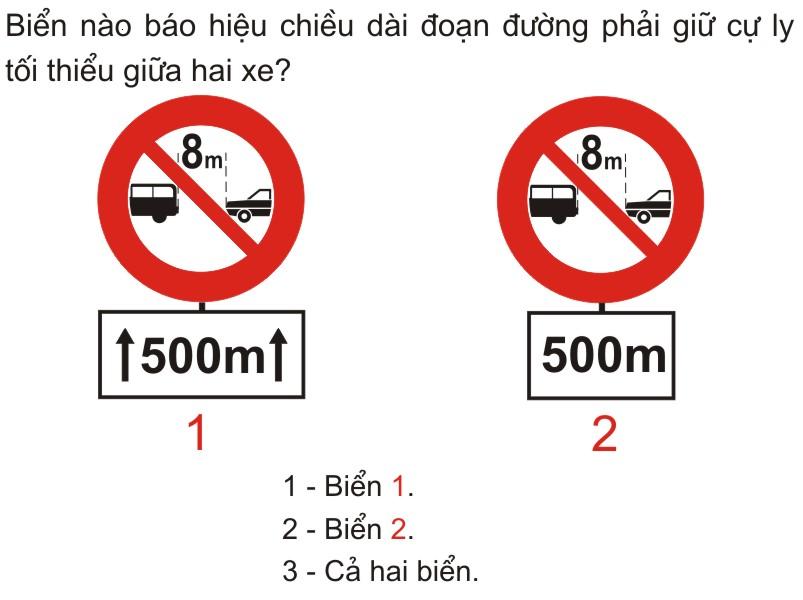 Biển nào báo hiệu chiều dài đoạn đường phải giữ cự ly
tối thiểu giữa hai xe?
8m
8m
↑500m↑
500m
1
2
1 - Biển 1.
2 - Biển 2.
3 - Cả hai biển.